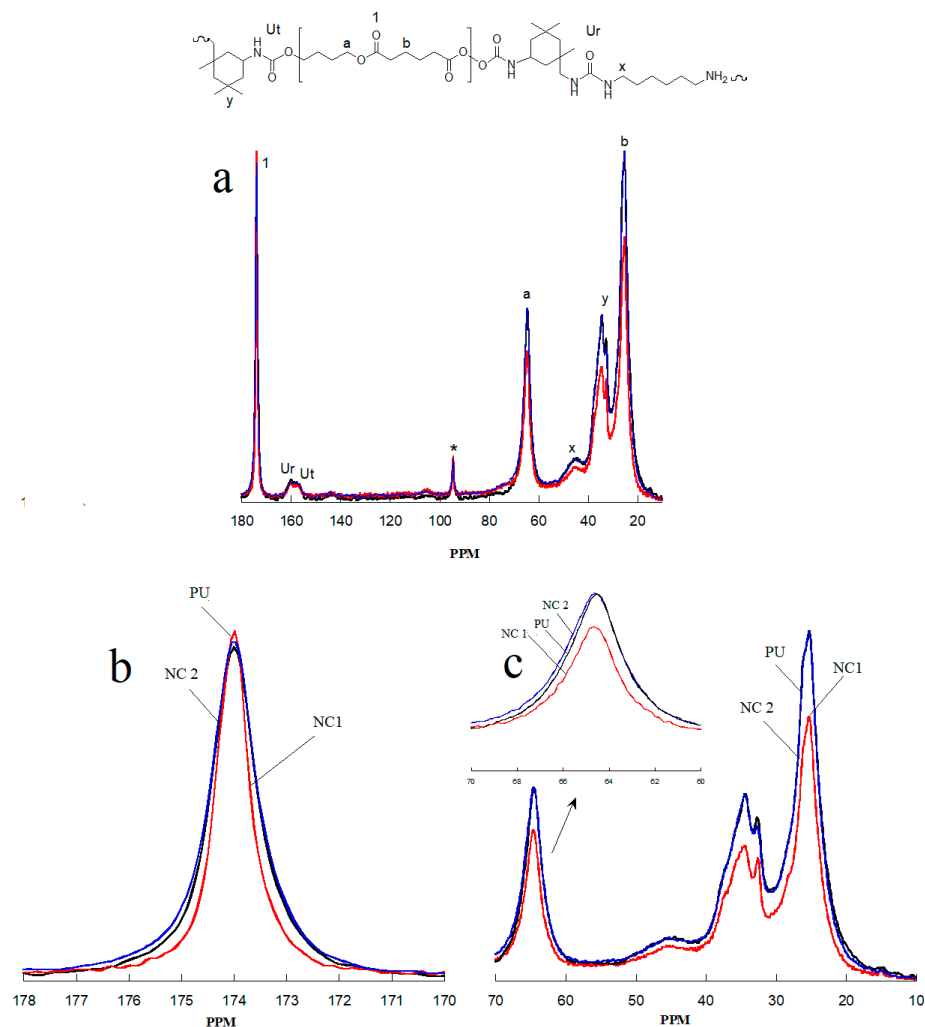 1
Ut
Ur
H
N
O
O
O
a
O
O
b
O
O
O
O
N
H
N
H
O
N
H
x
NH2
y
a
1
b
a
y
x
*
Ur
Ut
180 160 140 120 100 80 60 40 20
PPM
b
PU
NC 2
NC1
178 177 176 175 174 173 172 171 170
PPM
c
NC 2
PU
NC 1
70 68 66 64 62 60
PU
NC1
NC 2
70 60 50 40 30 20 10
PPM